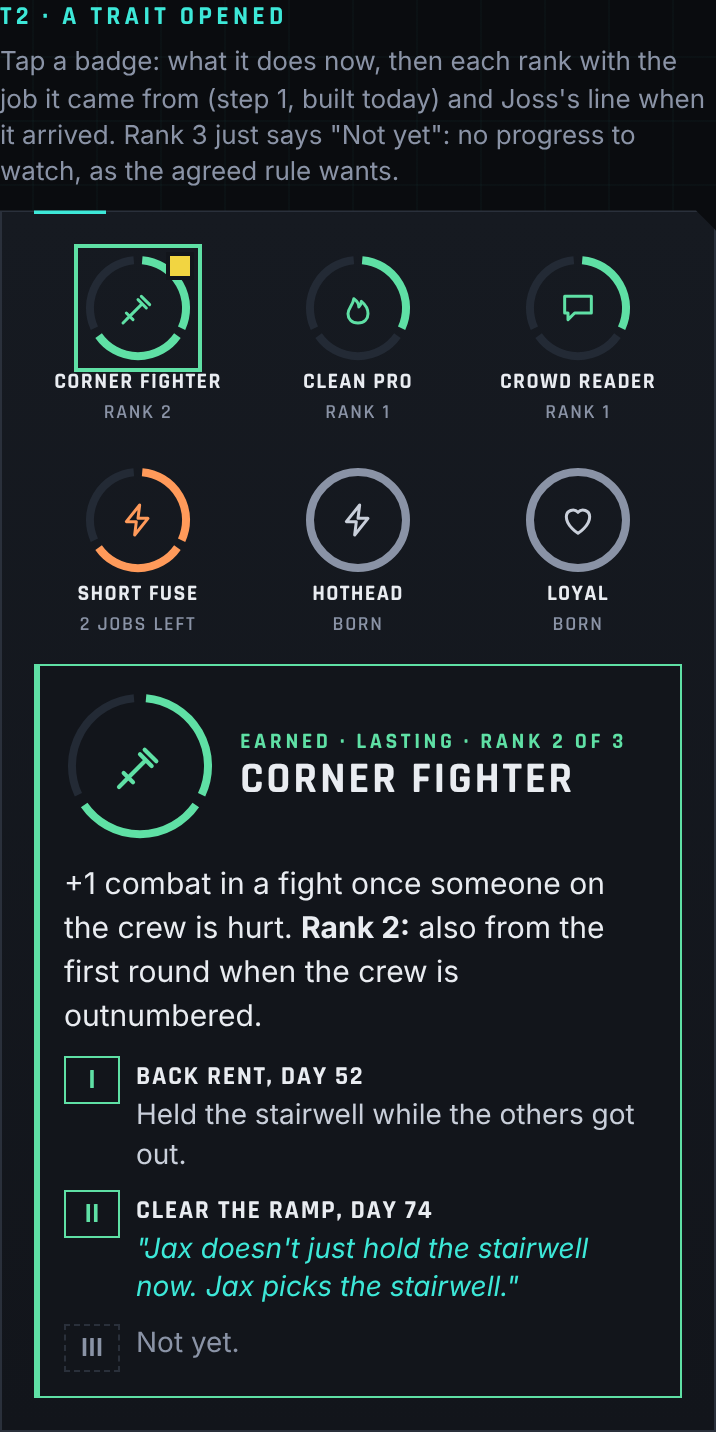 T2 · A TRAIT OPENED
Tap a badge: what it does now, then each rank with the
job it came from (step 1, built today) and Joss's line when
it arrived. Rank 3 just says "Not yet": no progress to
watch, as the agreed rule wants.
CORNER FIGHTER
RANK 2
CLEAN PRO
RANK 1
CROWD READER
RANK 1
SHORT FUSE
2 JOBS LEFT
HOTHEAD
BORN
LOYAL
BORN
EARNED · LASTING · RANK 2 OF 3
CORNER FIGHTER
+1 combat in a fight once someone on
the crew is hurt. Rank 2: also from the
first round when the crew is
outnumbered.
I
BACK RENT, DAY 52
Held the stairwell while the others got
out.
II
CLEAR THE RAMP, DAY 74
"Jax doesn't just hold the stairwell
now. Jax picks the stairwell."
III
Not yet.